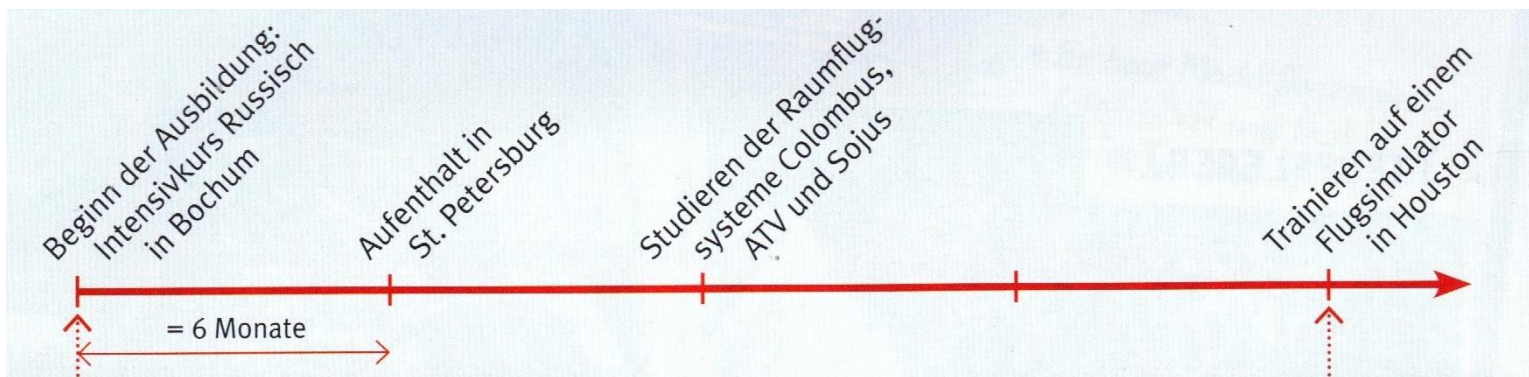 Beginn der Ausbildung:
Intensivkurs Russisch
in Bochum
Aufenthalt in
St. Petersburg
Studieren der Raumflug-
systeme Colombus,
ATV und Sojus
Trainieren auf einem
Flugsimulator
in Houston
= 6 Monate